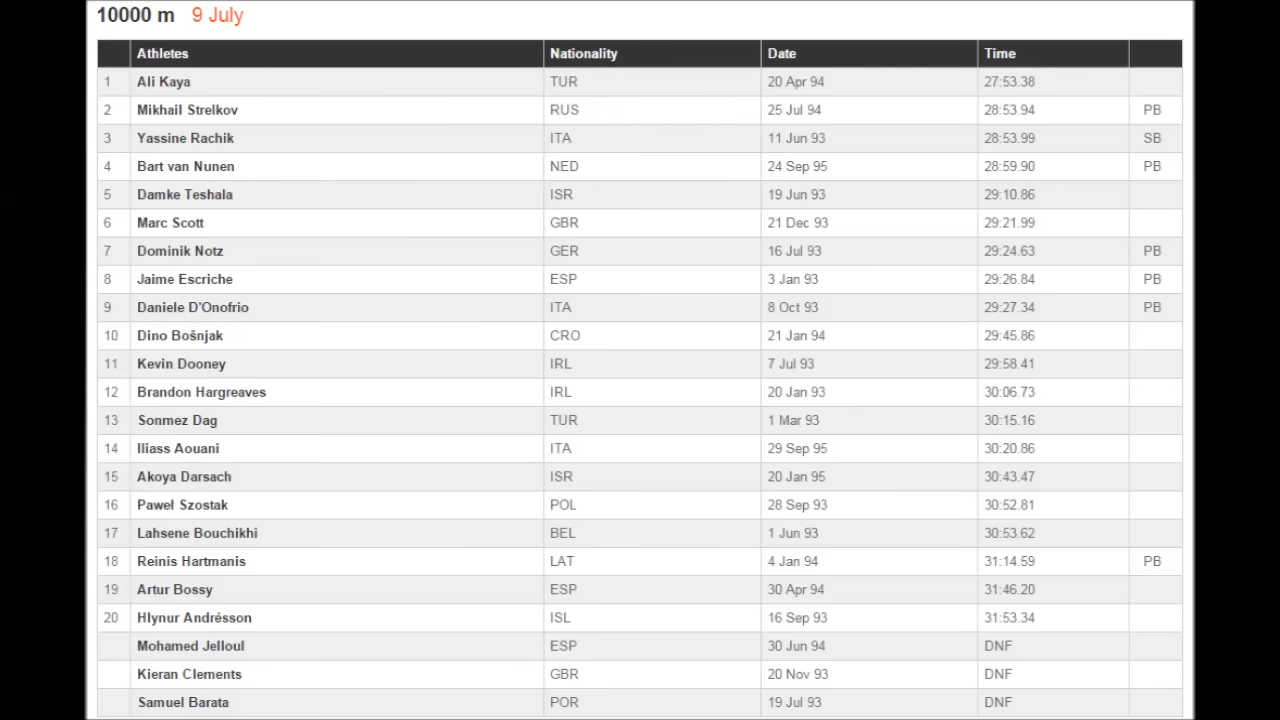 10000 m 9 July
Athletes Nationality Date Time
1 Ali Kaya TUR 20 Apr 94 27:53.38
2 Mikhail Strelkov RUS 25 Jul 94 28:53.94 PB
3 Yassine Rachik ITA 11 Jun 93 28:53.99 SB
4 Bart van Nunen NED 24 Sep 95 28:59.90 PB
5 Damke Teshala ISR 19 Jun 93 29:10.86
6 Marc Scott GBR 21 Dec 93 29:21.99
7 Dominik Notz GER 16 Jul 93 29:24.63 PB
8 Jaime Escriche ESP 3 Jan 93 29:26.84 PB
9 Daniele D'Onofrio ITA 8 Oct 93 29:27.34 PB
10 Dino Bošnjak CRO 21 Jan 94 29:45.86
11 Kevin Dooney IRL 7 Jul 93 29:58.41
12 Brandon Hargreaves IRL 20 Jan 93 30:06.73
13 Sonmez Dag TUR 1 Mar 93 30:15.16
14 Iliass Aouani ITA 29 Sep 95 30:20.86
15 Akoya Darsach ISR 20 Jan 95 30:43.47
16 Paweł Szostak POL 28 Sep 93 30:52.81
17 Lahsene Bouchikhi BEL 1 Jun 93 30:53.62
18 Reinis Hartmanis LAT 4 Jan 94 31:14.59 PB
19 Artur Bossy ESP 30 Apr 94 31:46.20
20 Hlynur Andrésson ISL 16 Sep 93 31:53.34
Mohamed Jelloul ESP 30 Jun 94 DNF
Kieran Clements GBR 20 Nov 93 DNF
Samuel Barata POR 19 Jul 93 DNF